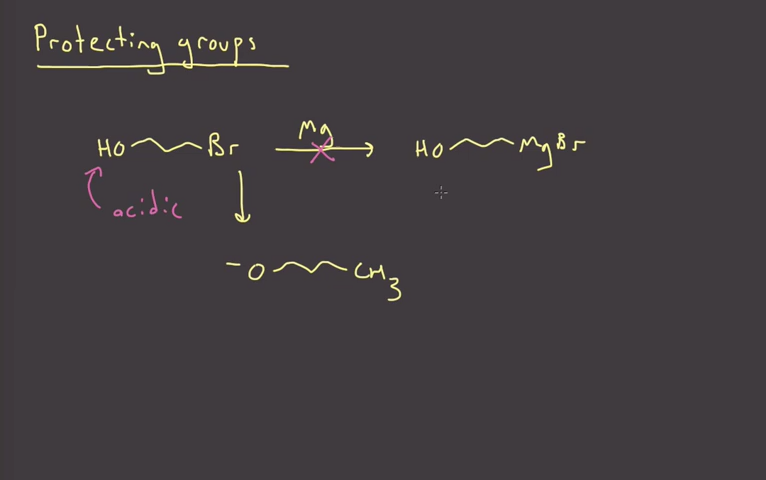 Protecting groups
Mg
HO Br HO MgBr
acidic
⁻O CH₃